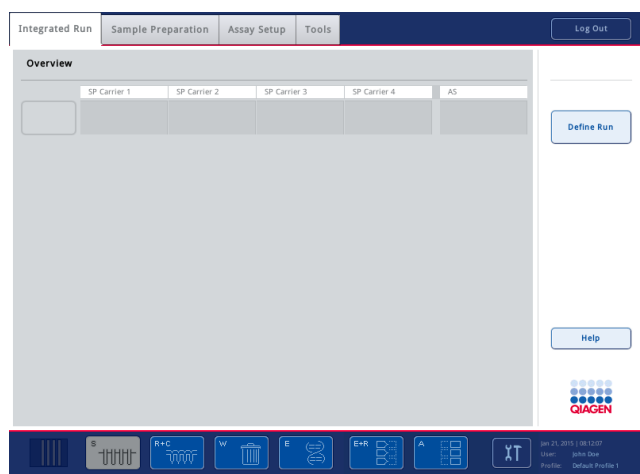 Integrated Run Sample Preparation Assay Setup Tools Log Out
Overview
SP Carrier 1 SP Carrier 2 SP Carrier 3 SP Carrier 4 AS
Define Run
Help
QIAGEN
S R+C W E E+R A
Jan 21, 2015 | 08:12:07
User: John Doe
Profile: Default Profile 1